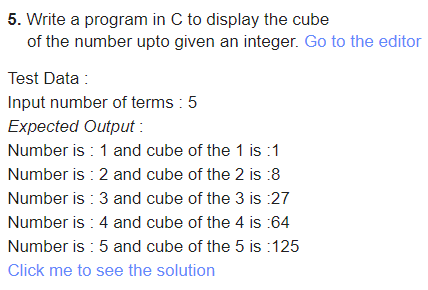 5. Write a program in C to display the cube
of the number upto given an integer. Go to the editor
Test Data :
Input number of terms : 5
Expected Output :
Number is : 1 and cube of the 1 is :1
Number is : 2 and cube of the 2 is :8
Number is : 3 and cube of the 3 is :27
Number is : 4 and cube of the 4 is :64
Number is : 5 and cube of the 5 is :125
Click me to see the solution